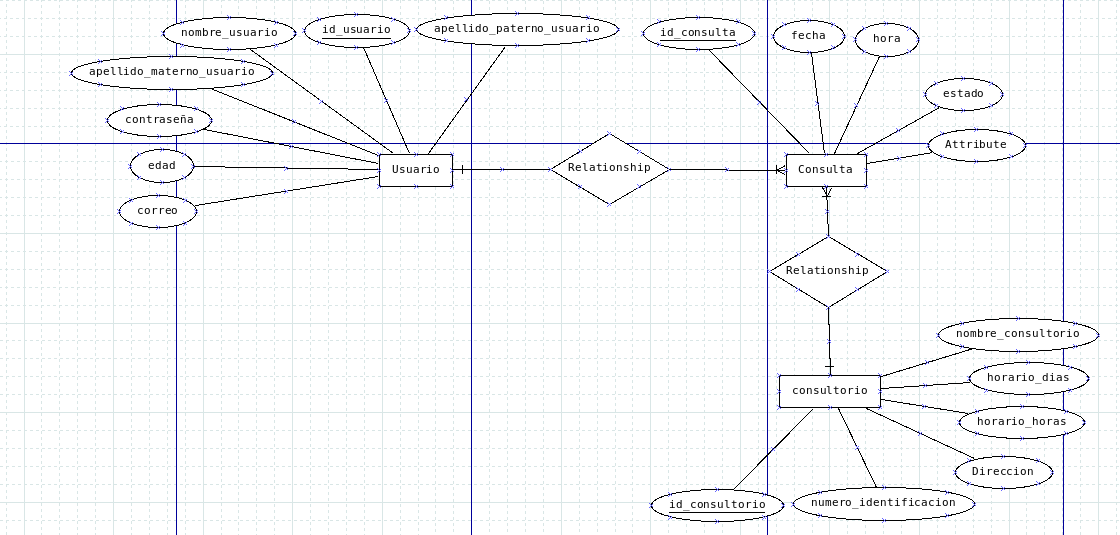 nombre_usuario
id_usuario
apellido_paterno_usuario
id_consulta
fecha
hora
apellido_materno_usuario
estado
contraseña
Attribute
edad
Usuario
Relationship
Consulta
correo
Relationship
nombre_consultorio
horario_dias
consultorio
horario_horas
Direccion
id_consultorio
numero_identificacion